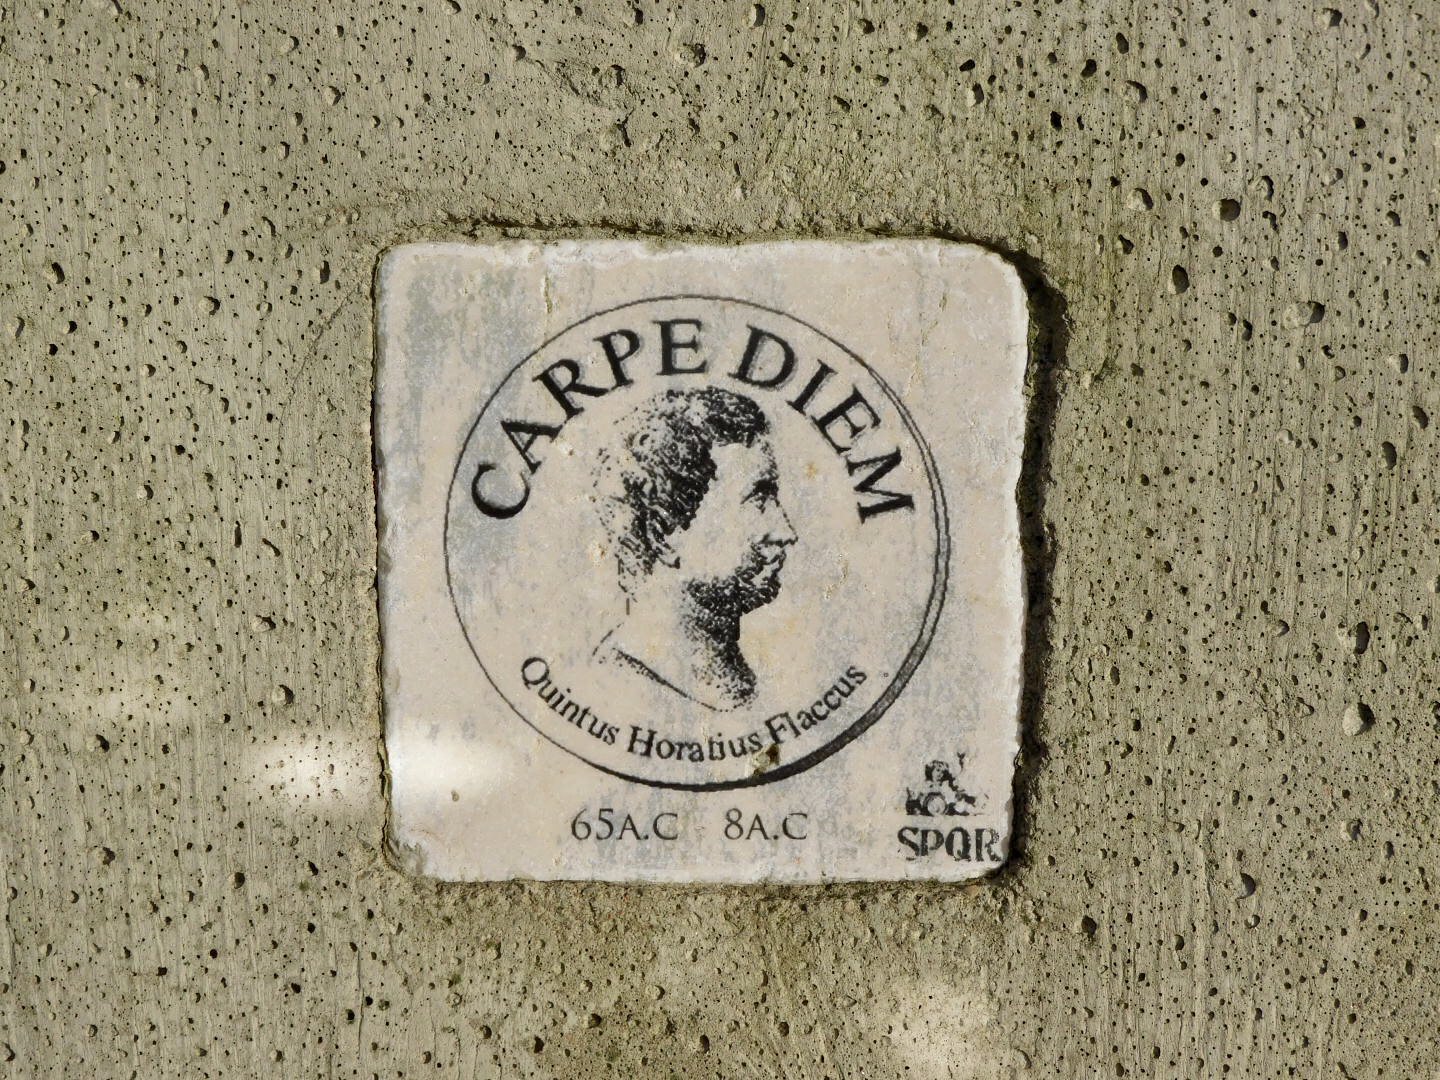 CARPE DIEM
Quintus Horatius Flaccus
65A.C 8A.C
SPQR